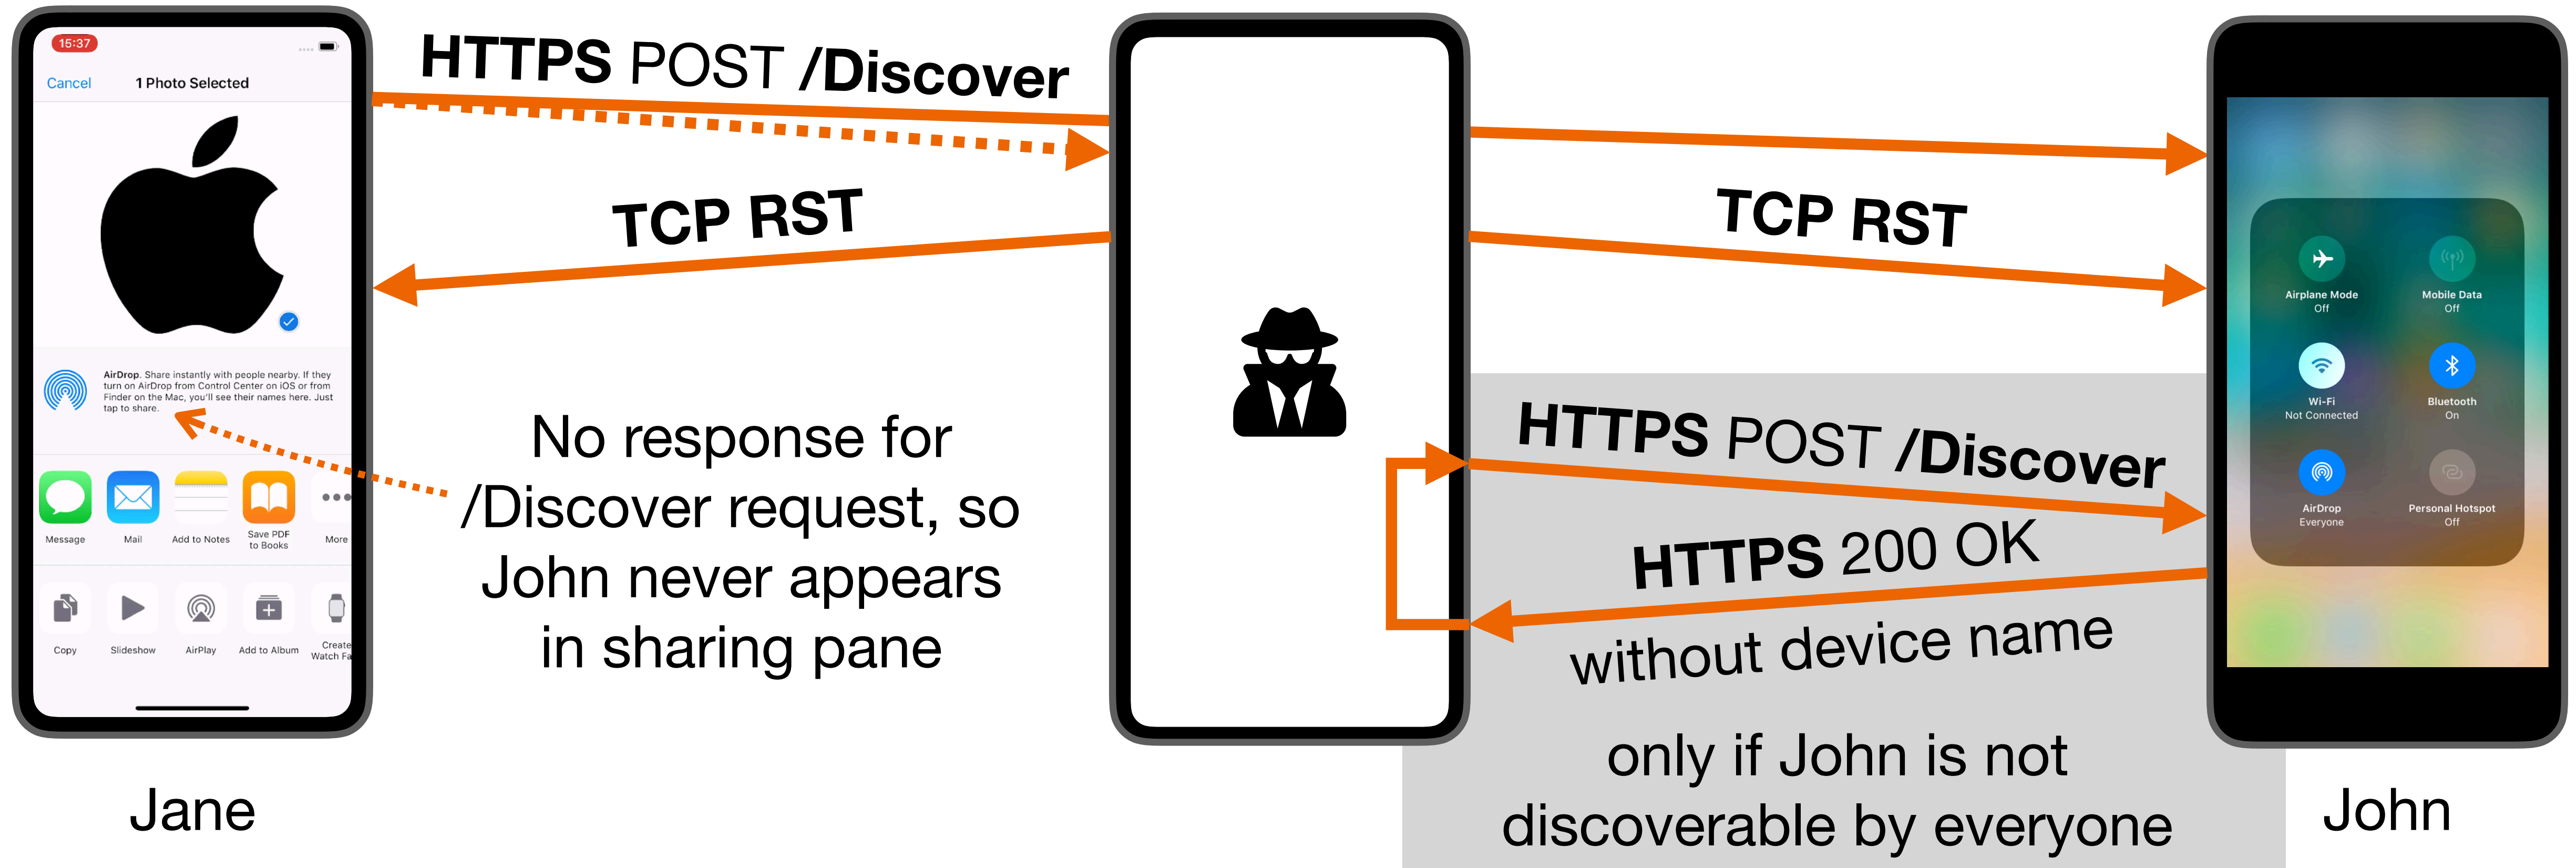 15:37
Cancel
1 Photo Selected
AirDrop. Share instantly with people nearby. If they
turn on AirDrop from Control Center on iOS or from
Finder on the Mac, you'll see their names here. Just
tap to share.
Message
Mail
Add to Notes
Save PDF
to Books
More
Copy
Slideshow
AirPlay
Add to Album
Create
Watch Fa
Jane
HTTPS POST /Discover
TCP RST
No response for
/Discover request, so
John never appears
in sharing pane
TCP RST
HTTPS POST /Discover
HTTPS 200 OK
without device name
only if John is not
discoverable by everyone
Airplane Mode
Off
Mobile Data
Off
Wi-Fi
Not Connected
Bluetooth
On
AirDrop
Everyone
Personal Hotspot
Off
John